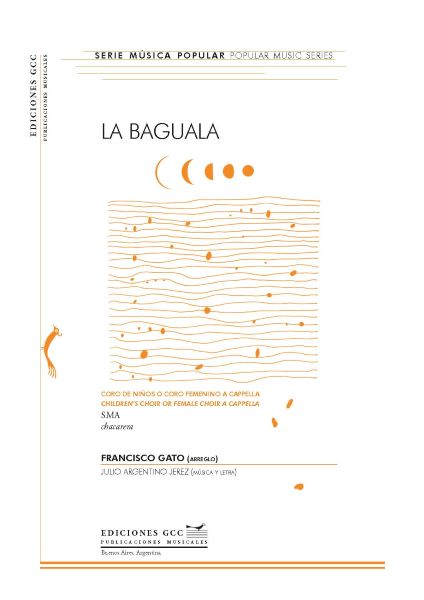 SERIE MÚSICA POPULAR POPULAR MUSIC SERIES
EDICIONES GCC
PUBLICACIONES MUSICALES
LA BAGUALA
CORO DE NIÑOS O CORO FEMENINO A CAPPELLA
CHILDREN'S CHOIR OR FEMALE CHOIR A CAPPELLA
SMA
chacarera
FRANCISCO GATO (ARREGLO)
JULIO ARGENTINO JEREZ (MÚSICA Y LETRA)
EDICIONES GCC
PUBLICACIONES MUSICALES
Buenos Aires Argentina